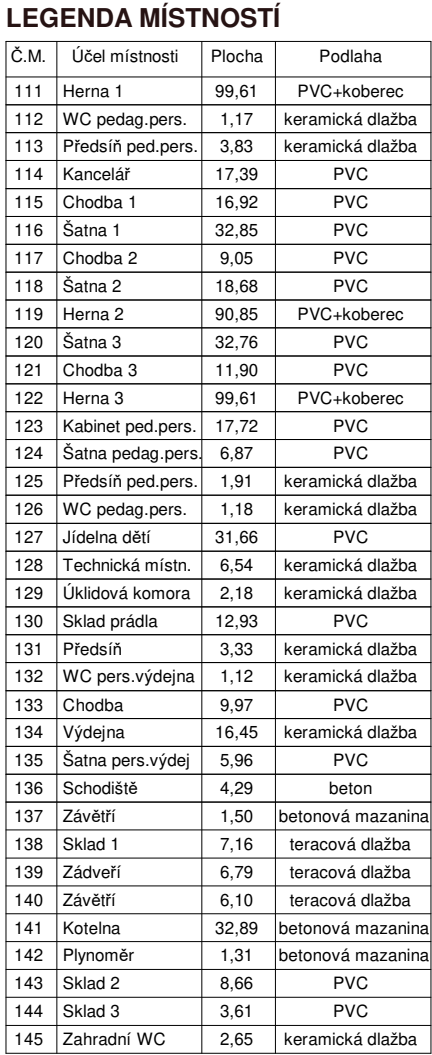 LEGENDA MÍSTNOSTÍ
Č.M. Účel místnosti Plocha Podlaha
111 Herna 1 99,61 PVC+koberec
112 WC pedag.pers. 1,17 keramická dlažba
113 Předsíň ped.pers. 3,83 keramická dlažba
114 Kancelář 17,39 PVC
115 Chodba 1 16,92 PVC
116 Šatna 1 32,85 PVC
117 Chodba 2 9,05 PVC
118 Šatna 2 18,68 PVC
119 Herna 2 90,85 PVC+koberec
120 Šatna 3 32,76 PVC
121 Chodba 3 11,90 PVC
122 Herna 3 99,61 PVC+koberec
123 Kabinet ped.pers. 17,72 PVC
124 Šatna pedag.pers. 6,87 PVC
125 Předsíň ped.pers. 1,91 keramická dlažba
126 WC pedag.pers. 1,18 keramická dlažba
127 Jídelna dětí 31,66 PVC
128 Technická místn. 6,54 keramická dlažba
129 Úklidová komora 2,18 keramická dlažba
130 Sklad prádla 12,93 PVC
131 Předsíň 3,33 keramická dlažba
132 WC pers.výdejna 1,12 keramická dlažba
133 Chodba 9,97 PVC
134 Výdejna 16,45 keramická dlažba
135 Šatna pers.výdej 5,96 PVC
136 Schodiště 4,29 beton
137 Závětří 1,50 betonová mazanina
138 Sklad 1 7,16 teracová dlažba
139 Zádveří 6,79 teracová dlažba
140 Závětří 6,10 teracová dlažba
141 Kotelna 32,89 betonová mazanina
142 Plynoměr 1,31 betonová mazanina
143 Sklad 2 8,66 PVC
144 Sklad 3 3,61 PVC
145 Zahradní WC 2,65 keramická dlažba